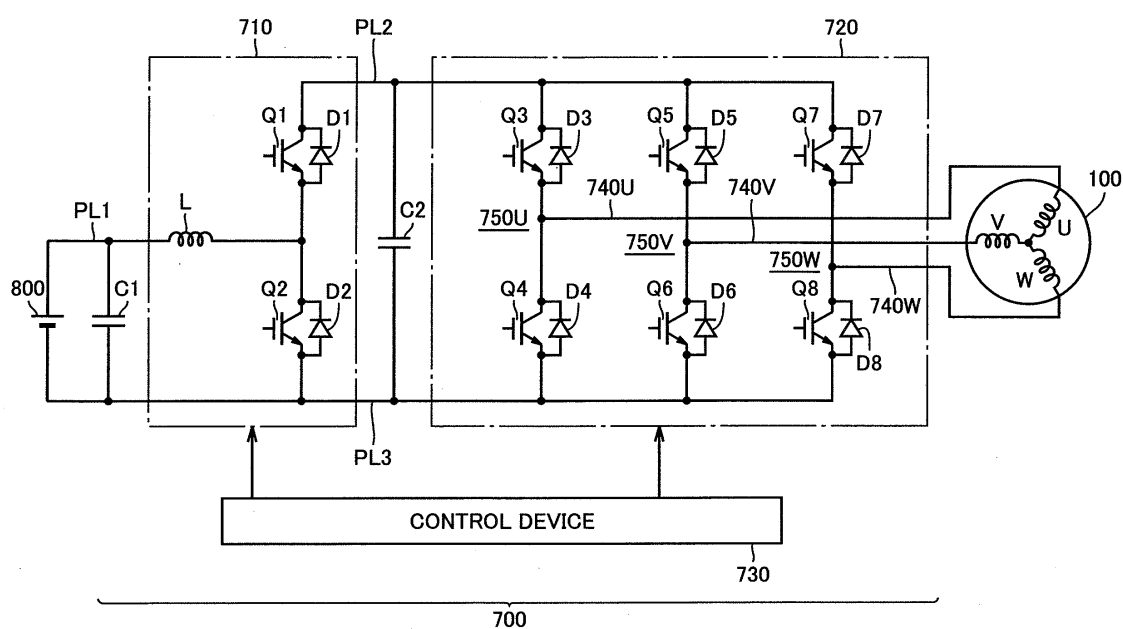 710
PL2
720
Q1
D1
Q3
D3
Q5
D5
Q7
D7
PL1
L
C2
740U
740V
100
750U
750V
750W
V
U
W
800
C1
Q2
D2
Q4
D4
Q6
D6
Q8
740W
D8
PL3
CONTROL DEVICE
730
700